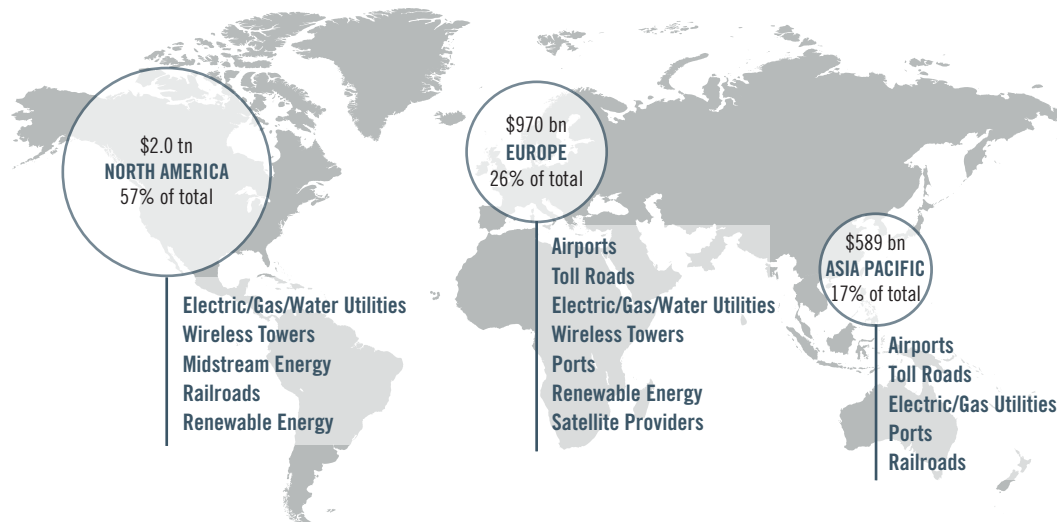 $2.0 tn
NORTH AMERICA
57% of total
Electric/Gas/Water Utilities
Wireless Towers
Midstream Energy
Railroads
Renewable Energy
$970 bn
EUROPE
26% of total
Airports
Toll Roads
Electric/Gas/Water Utilities
Wireless Towers
Ports
Renewable Energy
Satellite Providers
$589 bn
ASIA PACIFIC
17% of total
Airports
Toll Roads
Electric/Gas Utilities
Ports
Railroads